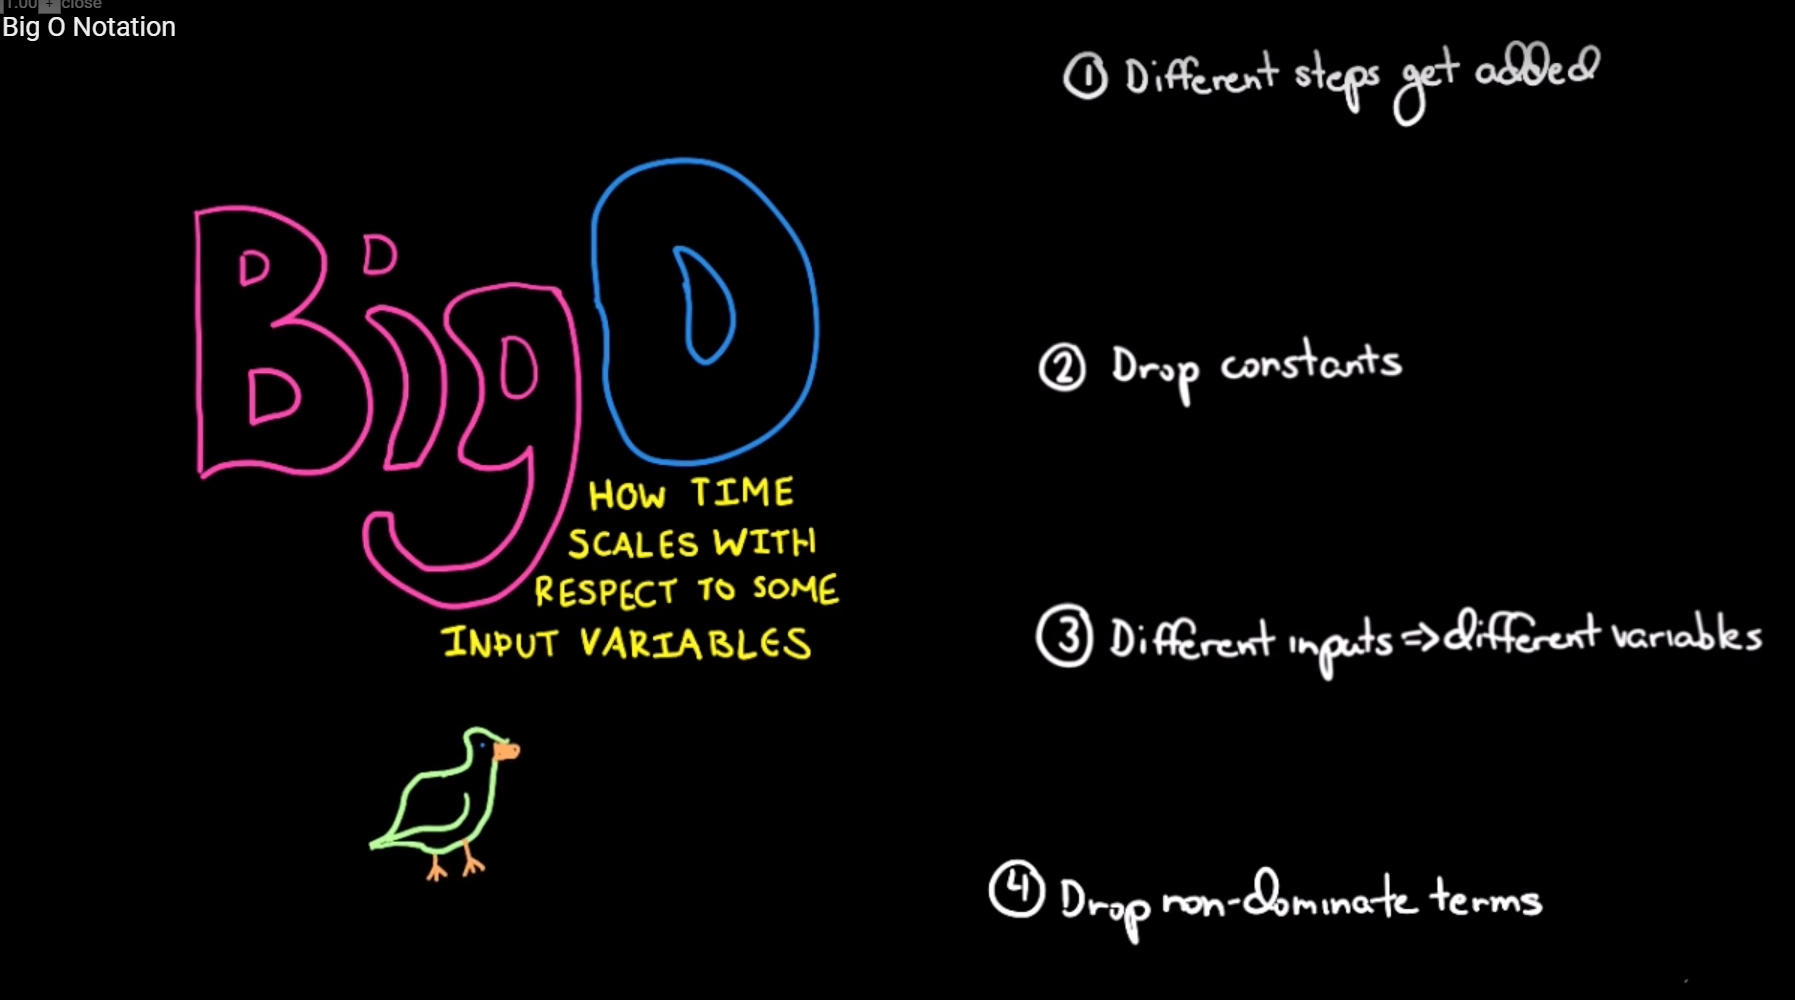 1.00 + close
Big O Notation
Big O
HOW TIME
SCALES WITH
RESPECT TO SOME
INPUT VARIABLES
① Different steps get added
② Drop constants
③ Different inputs => different variables
④ Drop non-dominate terms